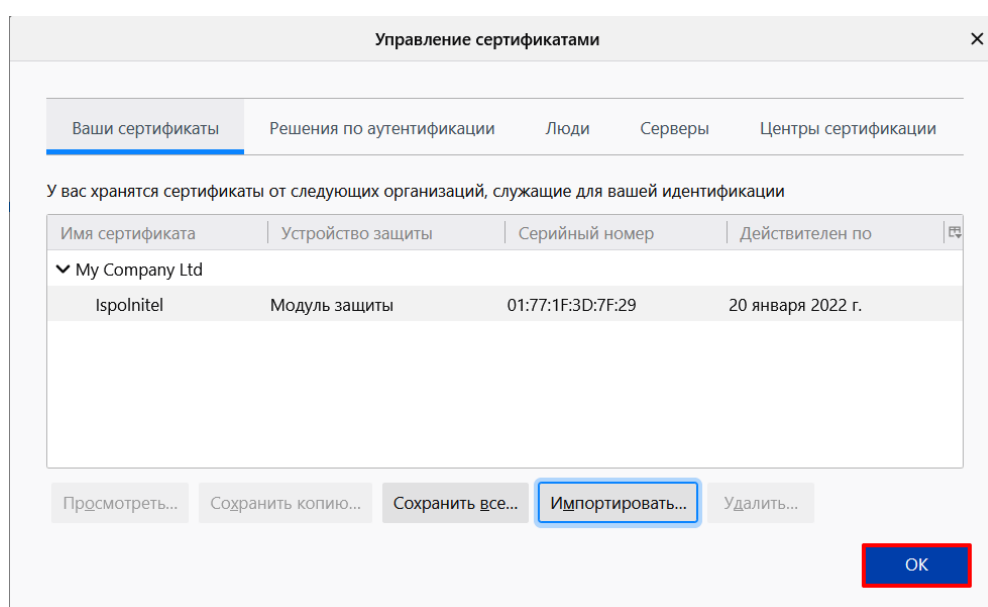 Управление сертификатами
Ваши сертификаты Решения по аутентификации Люди Серверы Центры сертификации
У вас хранятся сертификаты от следующих организаций, служащие для вашей идентификации
Имя сертификата Устройство защиты Серийный номер Действителен по
My Company Ltd
Ispolnitel Модуль защиты 01:77:1F:3D:7F:29 20 января 2022 г.
Просмотреть... Сохранить копию... Сохранить все... Импортировать... Удалить...
ОК